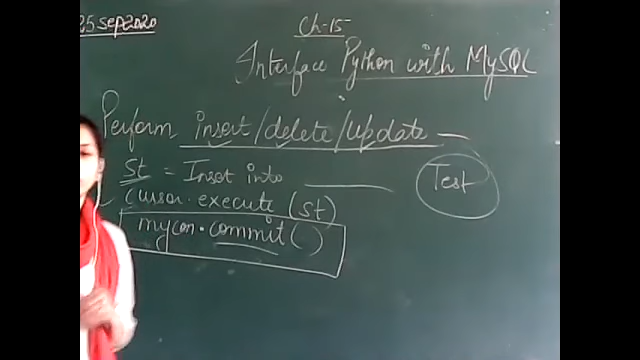 25 Sep 2020
Ch-15
Interface Python with MySQL
Perform insert/delete/update
St = Inset into
Cursor.execute (St)
mycon.commit()
Test